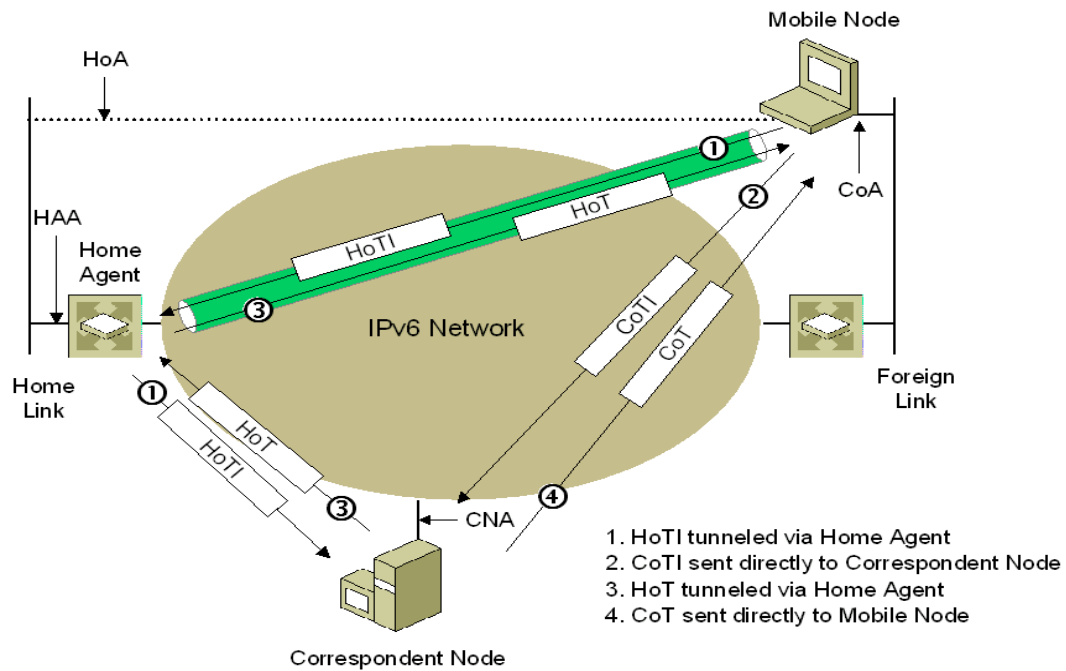 Mobile Node
HoA
①
②
CoA
HAA
Home
Agent
HoTI
HoT
③
IPv6 Network
CoTI
CoT
Home
Link
Foreign
Link
①
HoT
HoTI
③
④
CNA
1. HoTI tunneled via Home Agent
2. CoTI sent directly to Correspondent Node
3. HoT tunneled via Home Agent
4. CoT sent directly to Mobile Node
Correspondent Node